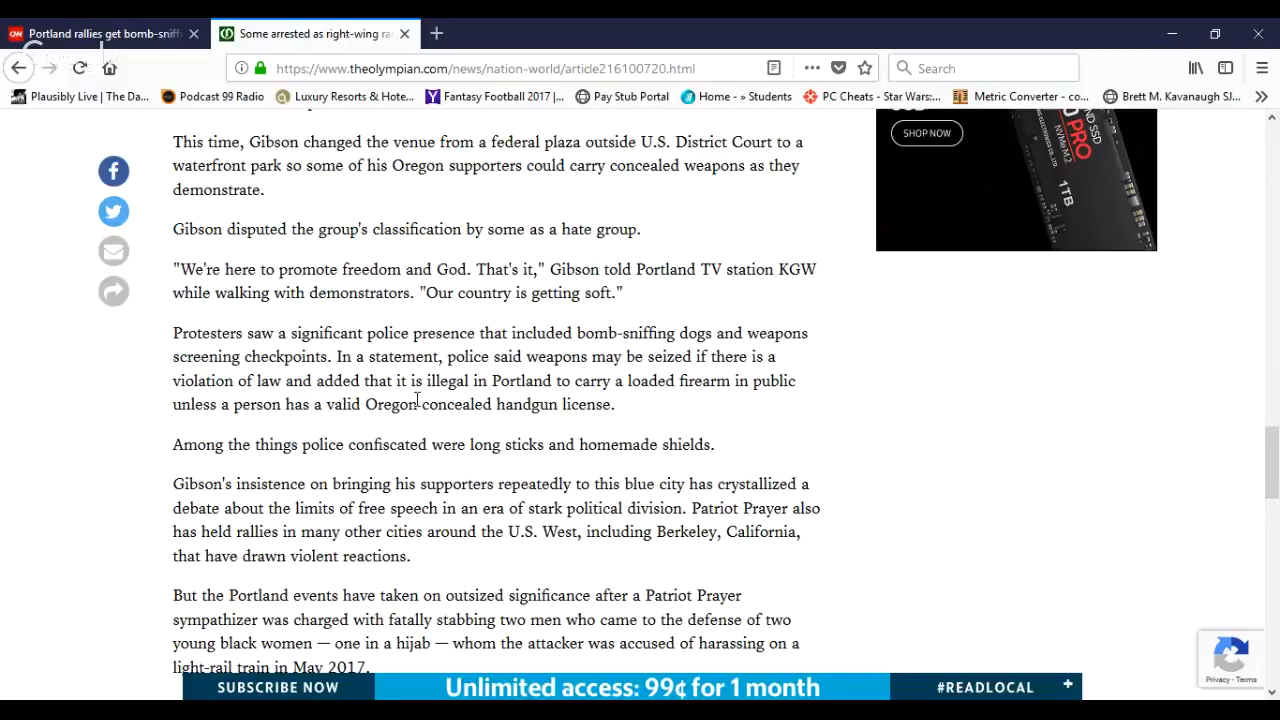 Portland rallies get bomb-sniff
Some arrested as right-wing ra
https://www.theolympian.com/news/nation-world/article216100720.html
Search
Plausibly Live | The Da...
Podcast 99 Radio
Luxury Resorts & Hote...
Fantasy Football 2017 |...
Pay Stub Portal
Home - » Students
PC Cheats - Star Wars:...
Metric Converter - co...
Brett M. Kavanaugh SJ...
This time, Gibson changed the venue from a federal plaza outside U.S. District Court to a
waterfront park so some of his Oregon supporters could carry concealed weapons as they
demonstrate.
Gibson disputed the group's classification by some as a hate group.
"We're here to promote freedom and God. That's it," Gibson told Portland TV station KGW
while walking with demonstrators. "Our country is getting soft."
Protesters saw a significant police presence that included bomb-sniffing dogs and weapons
screening checkpoints. In a statement, police said weapons may be seized if there is a
violation of law and added that it is illegal in Portland to carry a loaded firearm in public
unless a person has a valid Oregon concealed handgun license.
Among the things police confiscated were long sticks and homemade shields.
Gibson's insistence on bringing his supporters repeatedly to this blue city has crystallized a
debate about the limits of free speech in an era of stark political division. Patriot Prayer also
has held rallies in many other cities around the U.S. West, including Berkeley, California,
that have drawn violent reactions.
But the Portland events have taken on outsized significance after a Patriot Prayer
sympathizer was charged with fatally stabbing two men who came to the defense of two
young black women — one in a hijab — whom the attacker was accused of harassing on a
light-rail train in May 2017.
SHOP NOW
PRO
NVMe M.2
1TB
SUBSCRIBE NOW
Unlimited access: 99¢ for 1 month
#READLOCAL
Privacy - Terms